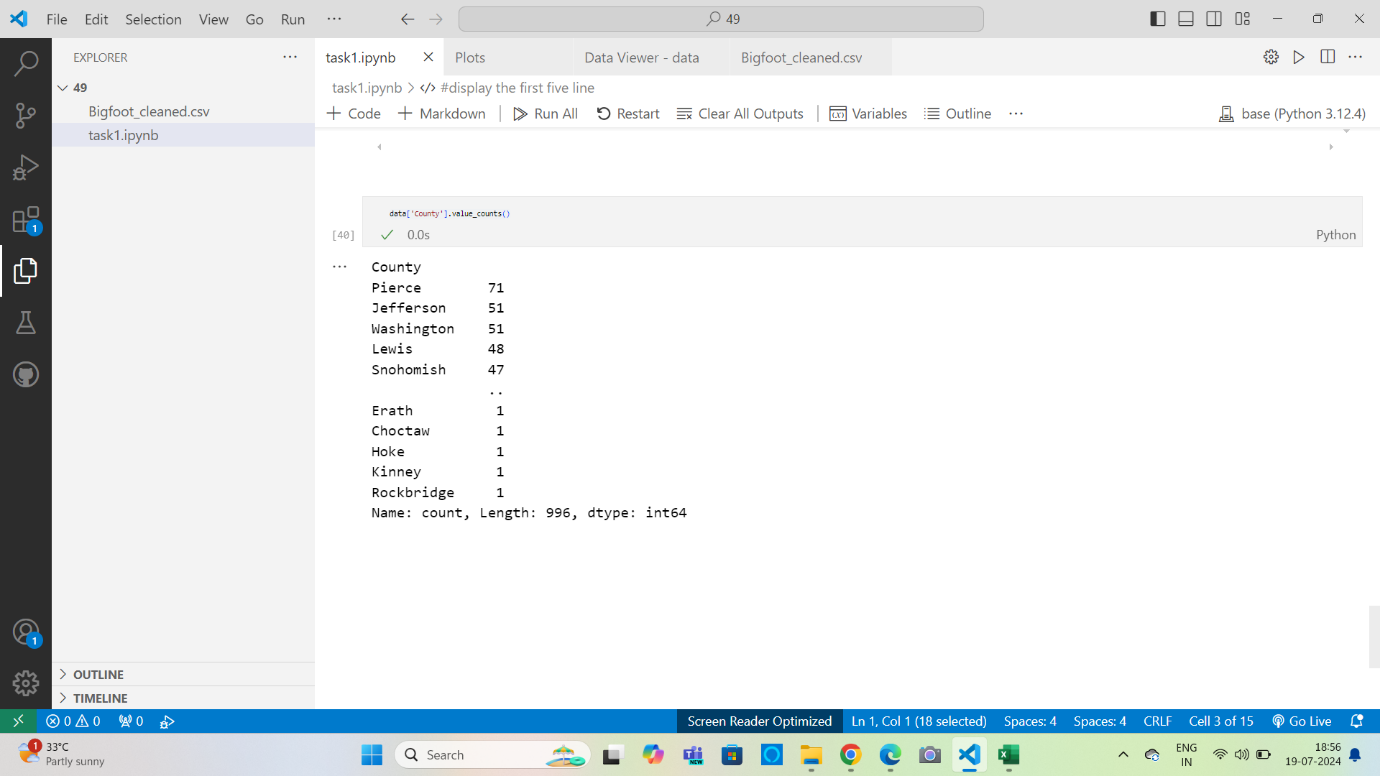 File Edit Selection View Go Run ···
49
EXPLORER ···
task1.ipynb
Plots
Data Viewer - data
Bigfoot_cleaned.csv
49
Bigfoot_cleaned.csv
task1.ipynb
task1.ipynb > #display the first five line
+ Code + Markdown | Run All Restart Clear All Outputs | Variables Outline ···
base (Python 3.12.4)
data['County'].value_counts()
[40]
0.0s
Python
County
Pierce 71
Jefferson 51
Washington 51
Lewis 48
Snohomish 47
..
Erath 1
Choctaw 1
Hoke 1
Kinney 1
Rockbridge 1
Name: count, Length: 996, dtype: int64
1
1
OUTLINE
TIMELINE
0 0 0
Screen Reader Optimized
Ln 1, Col 1 (18 selected)
Spaces: 4
Spaces: 4
CRLF
Cell 3 of 15
Go Live
1
33°C
Partly sunny
Search
NEW
ENG
IN
18:56
19-07-2024